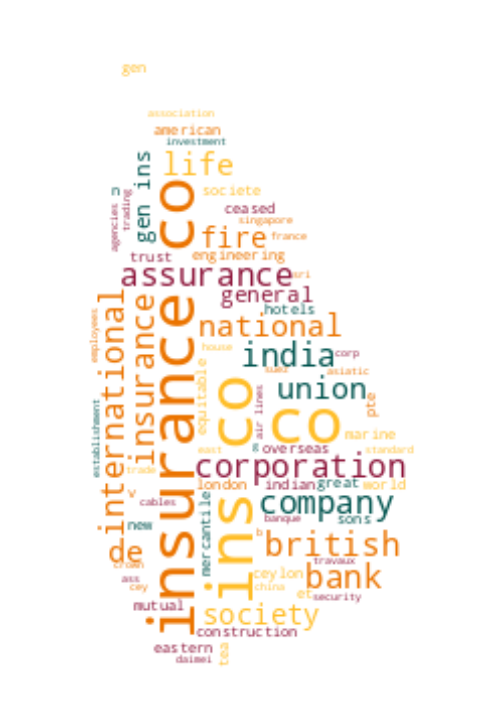 gen
association
american
investment
gen ins
life
co
n
agencies
trading
societe
ceased
singapore
fire
france
trust
engineering
assurance
sri
general
hotels
international
employees
insurance
insurance
national
house
india
corp
suez
asiatic
union
equitable
ins co
co
air lines
pte
establishment
marine
east
g
overseas
standard
trade
corporation
v
london
indian
great
world
cables
mercantile
company
new
banque
sons
de
b
british
crown
travaux
ass
ceylon
bank
cey
china
et
security
mutual
society
construction
eastern
tea
daimei